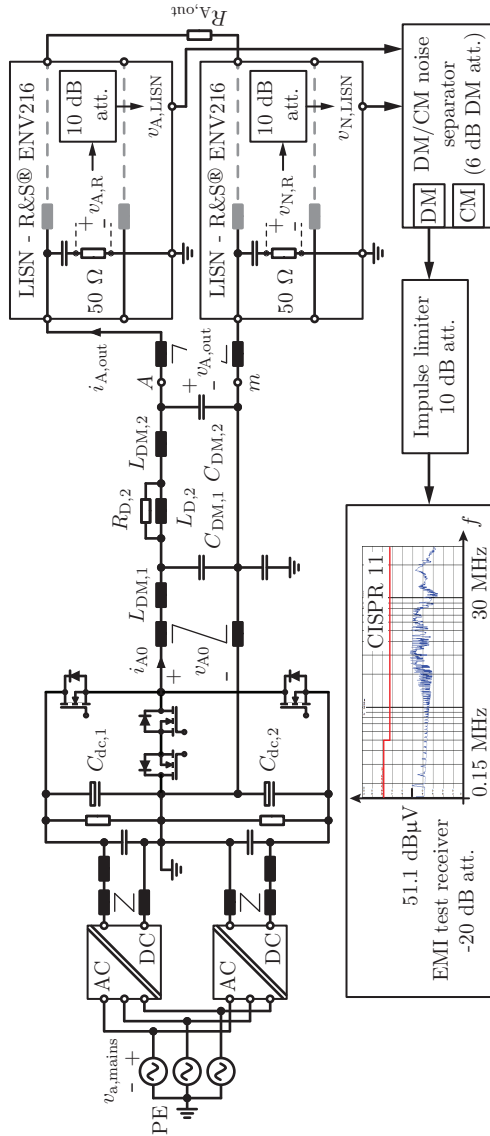 PE
v_a,mains
- +
AC
DC
AC
DC
C_dc,1
C_dc,2
i_A0
+
v_A0
-
L_DM,1
R_D,2
L_D,2
C_DM,1
L_DM,2
C_DM,2
A
+
v_A,out
-
m
i_A,out
LISN - R&S® ENV216
50 Ω
+
v_A,R
-
10 dB
att.
v_A,LISN
R_A,out
LISN - R&S® ENV216
50 Ω
+
v_N,R
-
10 dB
att.
v_N,LISN
DM
CM
DM/CM noise
separator
(6 dB DM att.)
Impulse limiter
10 dB att.
51.1 dBµV
EMI test receiver
-20 dB att.
CISPR 11
0.15 MHz
30 MHz
f